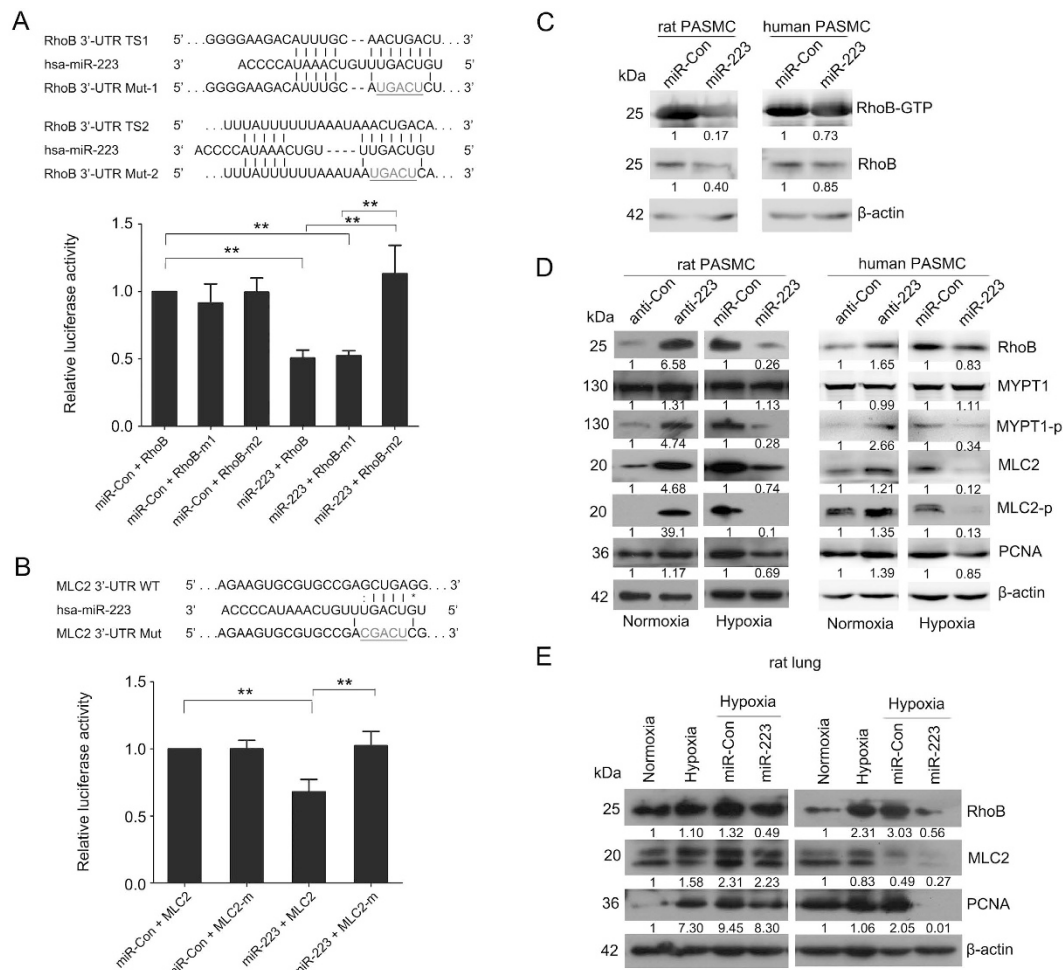 A
RhoB 3'-UTR TS1 5' ...GGGGAAGACAUUUGC--AACUGACU... 3'
hsa-miR-223 3' ACCCCAUAAACUGUUUGACUGU 5'
RhoB 3'-UTR Mut-1 5' ...GGGGAAGACAUUUGC--AUGACUCU... 3'
RhoB 3'-UTR TS2 5' ...UUUAUUUUUUAAAUAAACUGACA... 3'
hsa-miR-223 3' ACCCCAUAAACUGU----UUGACUGU 5'
RhoB 3'-UTR Mut-2 5' ...UUUAUUUUUUAAAUAAUGACUCA... 3'
** ** ** **
Relative luciferase activity
1.5
1.0
0.5
0.0
miR-Con + RhoB
miR-Con + RhoB-m1
miR-Con + RhoB-m2
miR-223 + RhoB
miR-223 + RhoB-m1
miR-223 + RhoB-m2
B
MLC2 3'-UTR WT 5' ...AGAAGUGCGUGCCGAGCUGAGG... 3'
: *
hsa-miR-223 3' ACCCCAUAAACUGUUUGACUGU 5'
MLC2 3'-UTR Mut 5' ...AGAAGUGCGUGCCGACGACUCG... 3'
** **
Relative luciferase activity
1.5
1.0
0.5
0.0
miR-Con + MLC2
miR-Con + MLC2-m
miR-223 + MLC2
miR-223 + MLC2-m
C
rat PASMC human PASMC
miR-Con miR-223 miR-Con miR-223
kDa
25 RhoB-GTP
1 0.17 1 0.73
25 RhoB
1 0.40 1 0.85
42 β-actin
D
rat PASMC human PASMC
anti-Con anti-223 miR-Con miR-223 anti-Con anti-223 miR-Con miR-223
kDa
25 RhoB
1 6.58 1 0.26 1 1.65 1 0.83
130 MYPT1
1 1.31 1 1.13 1 0.99 1 1.11
130 MYPT1-p
1 4.74 1 0.28 1 2.66 1 0.34
20 MLC2
1 4.68 1 0.74 1 1.21 1 0.12
20 MLC2-p
1 39.1 1 0.1 1 1.35 1 0.13
36 PCNA
1 1.17 1 0.69 1 1.39 1 0.85
42 β-actin
Normoxia Hypoxia Normoxia Hypoxia
E
rat lung
Hypoxia Hypoxia
Normoxia Hypoxia miR-Con miR-223 Normoxia Hypoxia miR-Con miR-223
kDa
25 RhoB
1 1.10 1.32 0.49 1 2.31 3.03 0.56
20 MLC2
1 1.58 2.31 2.23 1 0.83 0.49 0.27
36 PCNA
1 7.30 9.45 8.30 1 1.06 2.05 0.01
42 β-actin